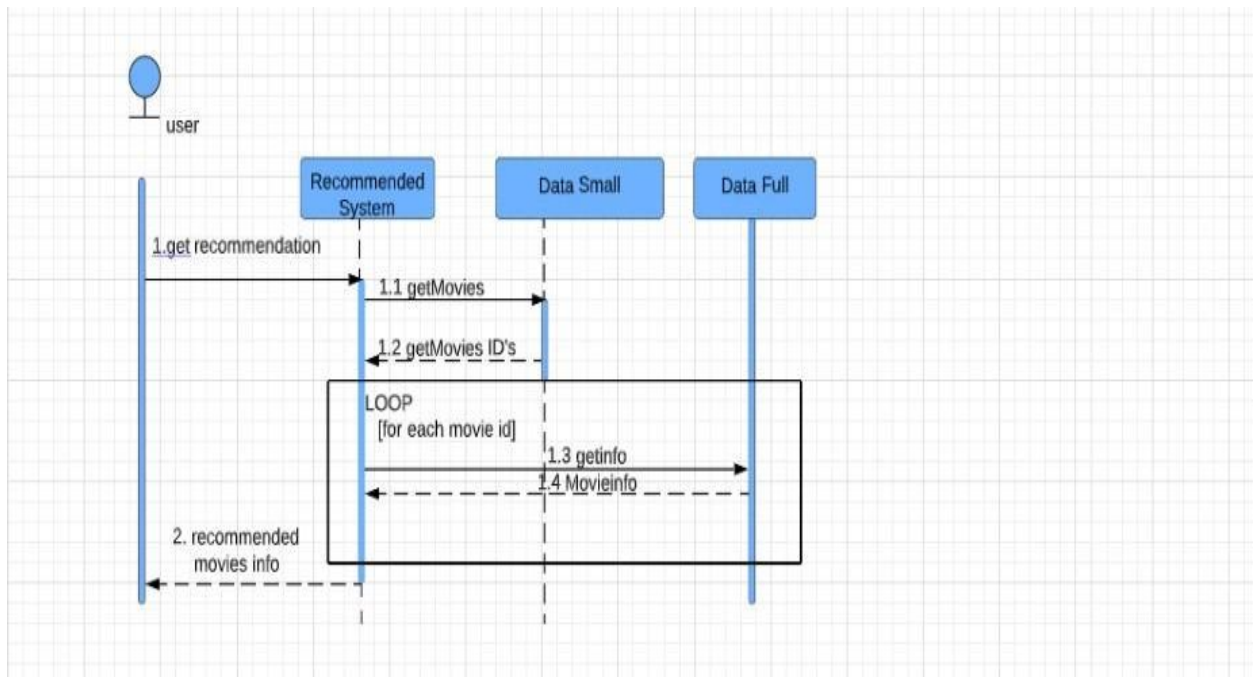 user
Recommended
System
Data Small
Data Full
1.get recommendation
1.1 getMovies
1.2 getMovies ID's
LOOP
[for each movie id]
1.3 getinfo
1.4 Movieinfo
2. recommended
movies info